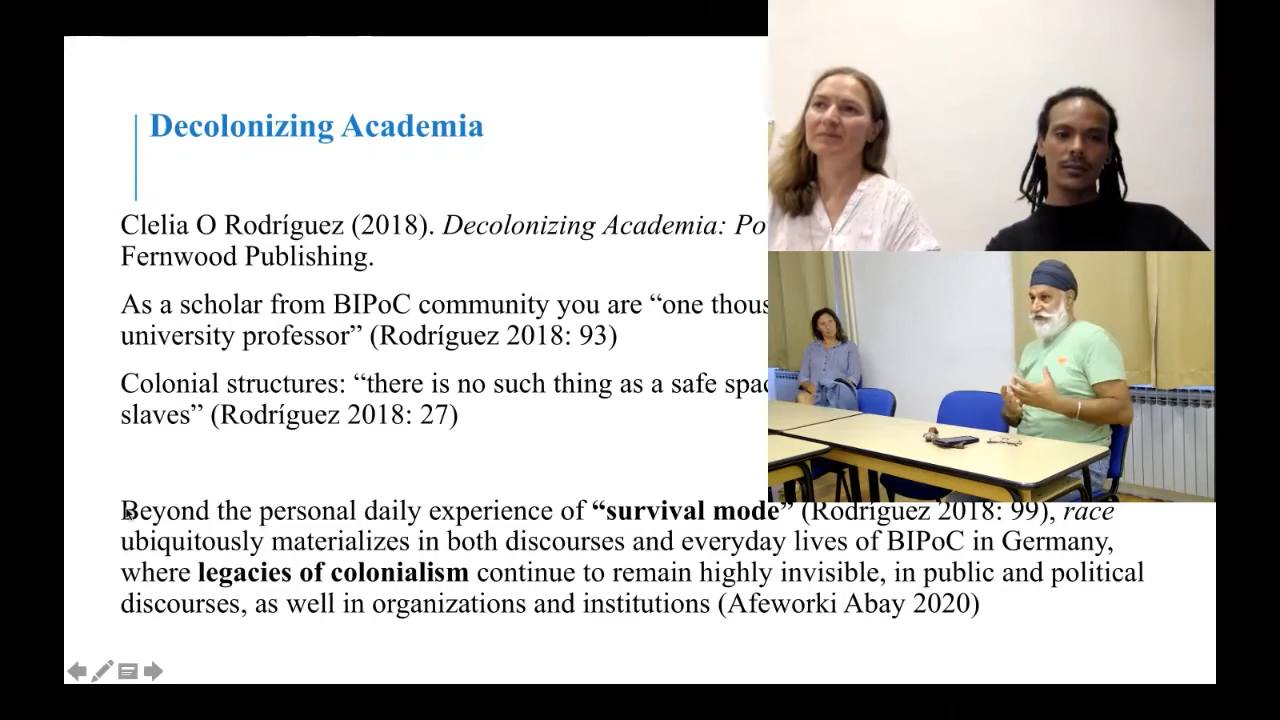 Decolonizing Academia
Clelia O Rodríguez (2018). Decolonizing Academia: Po
Fernwood Publishing.
As a scholar from BIPoC community you are “one thous
university professor” (Rodríguez 2018: 93)
Colonial structures: “there is no such thing as a safe spac
slaves” (Rodríguez 2018: 27)
Beyond the personal daily experience of “survival mode” (Rodríguez 2018: 99), race
ubiquitously materializes in both discourses and everyday lives of BIPoC in Germany,
where legacies of colonialism continue to remain highly invisible, in public and political
discourses, as well in organizations and institutions (Afeworki Abay 2020)